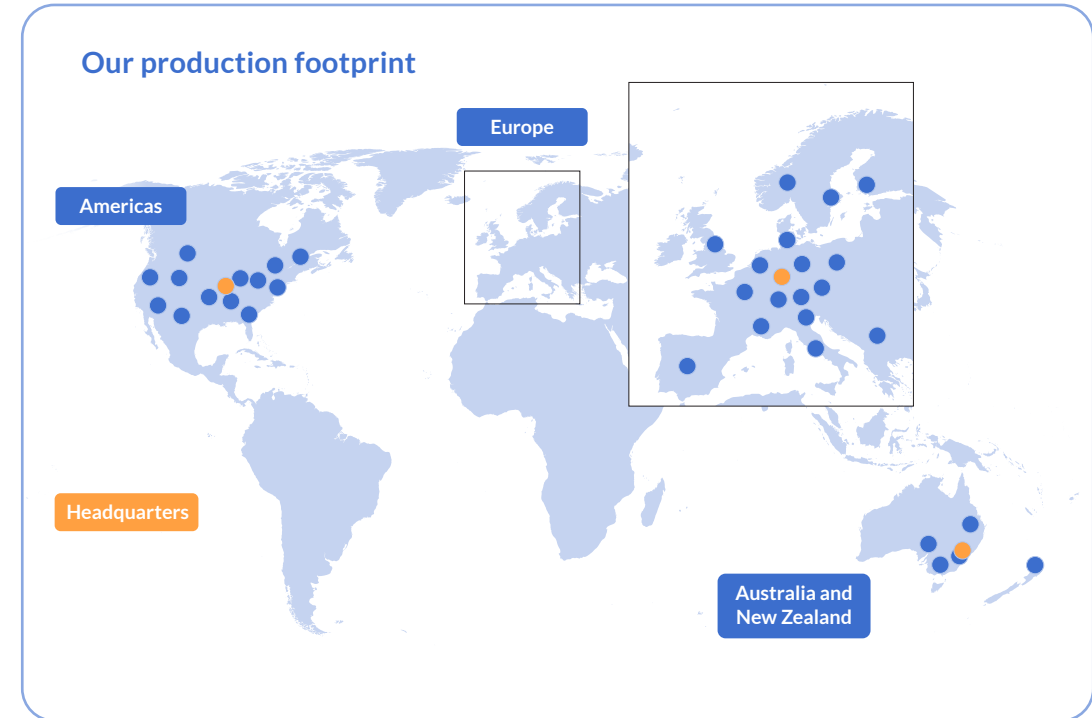 Our production footprint
Europe
Americas
Headquarters
Australia and
New Zealand